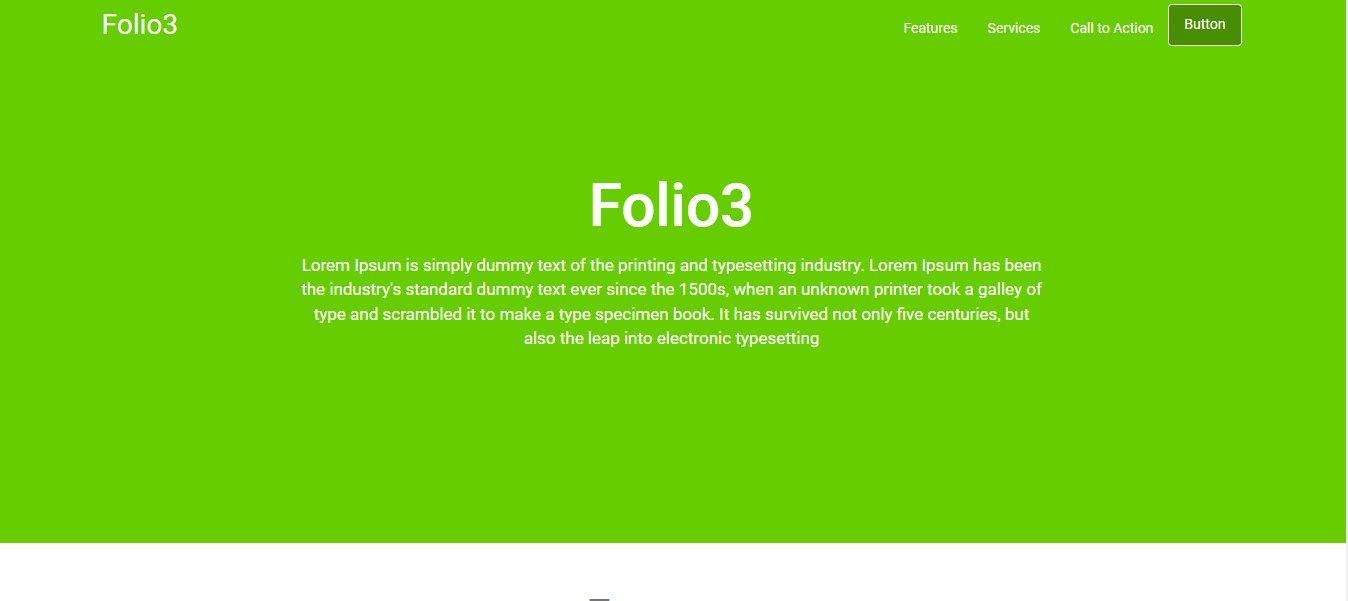 Folio3
Features Services Call to Action Button
Folio3
Lorem Ipsum is simply dummy text of the printing and typesetting industry. Lorem Ipsum has been
the industry's standard dummy text ever since the 1500s, when an unknown printer took a galley of
type and scrambled it to make a type specimen book. It has survived not only five centuries, but
also the leap into electronic typesetting